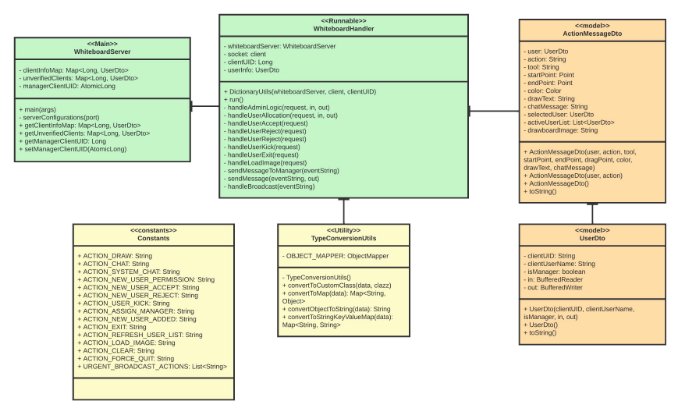 <<Main>>
WhiteboardServer
- clientInfoMap: Map<Long, UserDto>
- unverifiedClients: Map<Long, UserDto>
- managerClientUID: AtomicLong
+ main(args)
- serverConfigurations(port)
+ getClientInfoMap: Map<Long, UserDto>
+ getUnverifiedClients: Map<Long, UserDto>
+ getManagerClientUID: Long
+ setManagerClientUID(AtomicLong)
<<Runnable>>
WhiteboardHandler
- whiteboardServer: WhiteboardServer
- socket: client
- clientUID: Long
- userInfo: UserDto
+ DictionaryUtils(whiteboardServer, client, clientUID)
+ run()
- handleAdminLogic(request, in, out)
- handleUserAllocation(request, in, out)
- handleUserAccept(request)
- handleUserReject(request)
- handleUserReject(request)
- handleUserKick(request)
- handleUserExit(request)
- handleLoadImage(request)
- sendMessageToManager(eventString)
- sendMessage(eventString, out)
- handleBroadcast(eventString)
<<model>>
ActionMessageDto
- user: UserDto
- action: String
- tool: String
- startPoint: Point
- endPoint: Point
- color: Color
- drawText: String
- chatMessage: String
- selectedUser: UserDto
- activeUserList: List<UserDto>
- drawboardImage: String
+ ActionMessageDto(user, action, tool,
startPoint, endPoint, dragPoint, color,
drawText, chatMessage)
+ ActionMessageDto(user, action)
+ ActionMessageDto()
+ toString()
<<constants>>
Constants
+ ACTION_DRAW: String
+ ACTION_CHAT: String
+ ACTION_SYSTEM_CHAT: String
+ ACTION_NEW_USER_PERMISSION: String
+ ACTION_NEW_USER_ACCEPT: String
+ ACTION_NEW_USER_REJECT: String
+ ACTION_USER_KICK: String
+ ACTION_ASSIGN_MANAGER: String
+ ACTION_NEW_USER_ADDED: String
+ ACTION_EXIT: String
+ ACTION_REFRESH_USER_LIST: String
+ ACTION_LOAD_IMAGE: String
+ ACTION_CLEAR: String
+ ACTION_FORCE_QUIT: String
+ URGENT_BROADCAST_ACTIONS: List<String>
<<Utility>>
TypeConversionUtils
- OBJECT_MAPPER: ObjectMapper
- TypeConversionUtils()
+ convertToCustomClass(data, clazz)
+ convertToMap(data): Map<String,
Object>
+ convertObjectToString(data): String
+ convertToStringKeyValueMap(data):
Map<String, String>
<<model>>
UserDto
- clientUID: String
- clientUserName: String
- isManager: boolean
- in: BufferedReader
- out: BufferedWriter
+ UserDto(clientUID, clientUserName,
isManager, in, out)
+ UserDto()
+ toString()